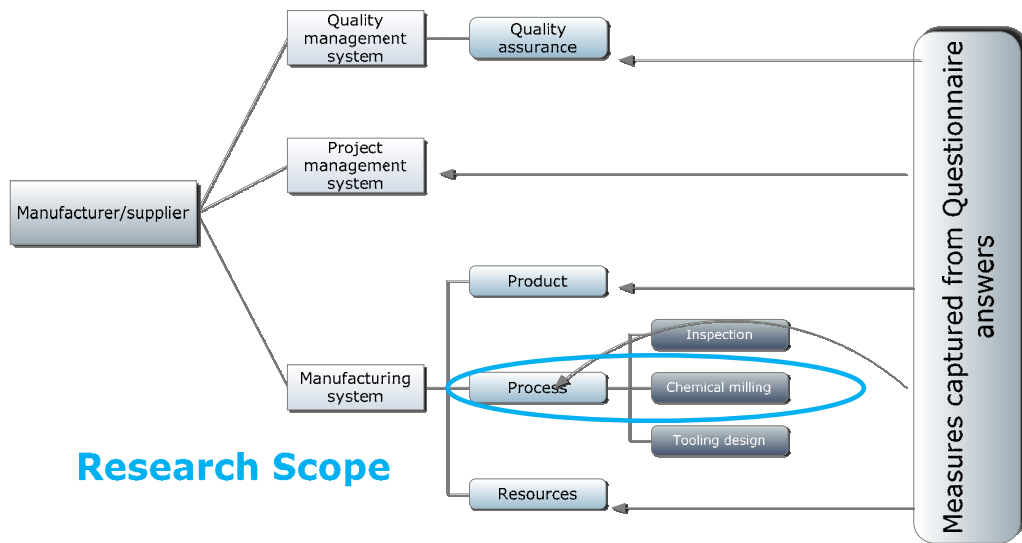 Quality
management
system
Quality
assurance
Project
management
system
Manufacturer/supplier
Product
Inspection
Manufacturing
system
Process
Chemical milling
Tooling design
Research Scope
Resources
Measures captured from Questionnaire
answers